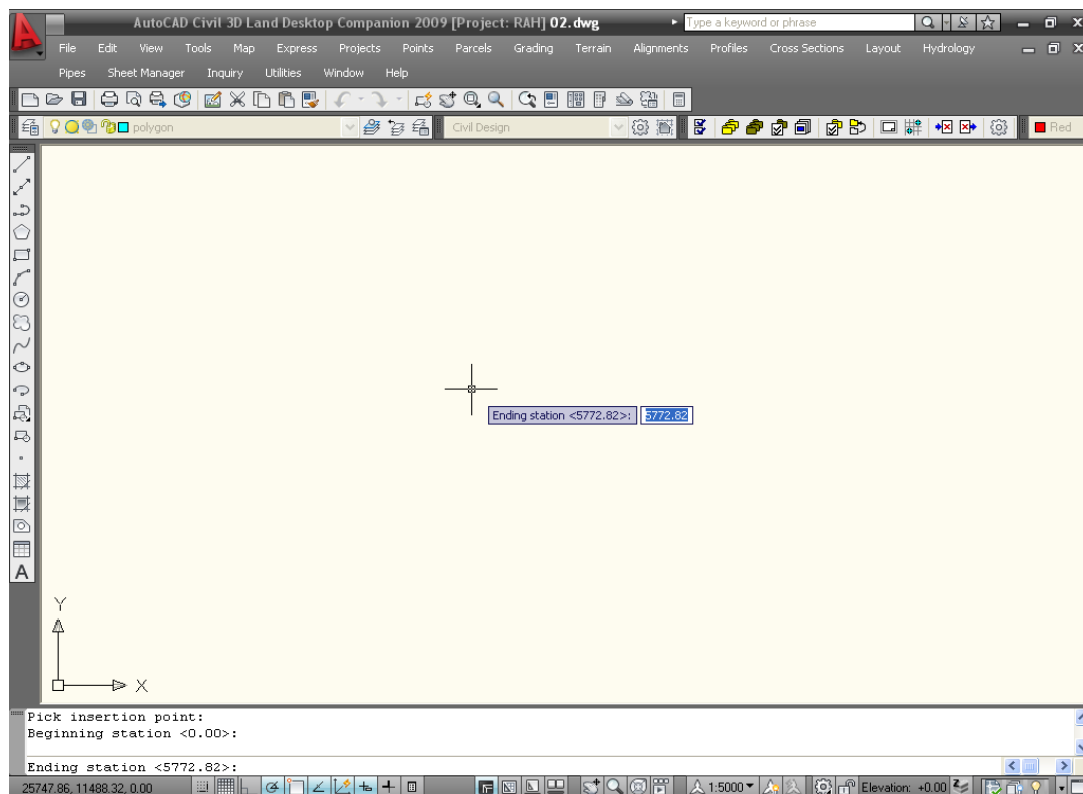 AutoCAD Civil 3D Land Desktop Companion 2009 [Project: RAH] 02.dwg Type a keyword or phrase
File Edit View Tools Map Express Projects Points Parcels Grading Terrain Alignments Profiles Cross Sections Layout Hydrology
Pipes Sheet Manager Inquiry Utilities Window Help
polygon Civil Design Red
Ending station <5772.82>: 5772.82
Y
X
A
Pick insertion point:
Beginning station <0.00>:
Ending station <5772.82>:
25747.86, 11488.32, 0.00 1:5000 Elevation: +0.00